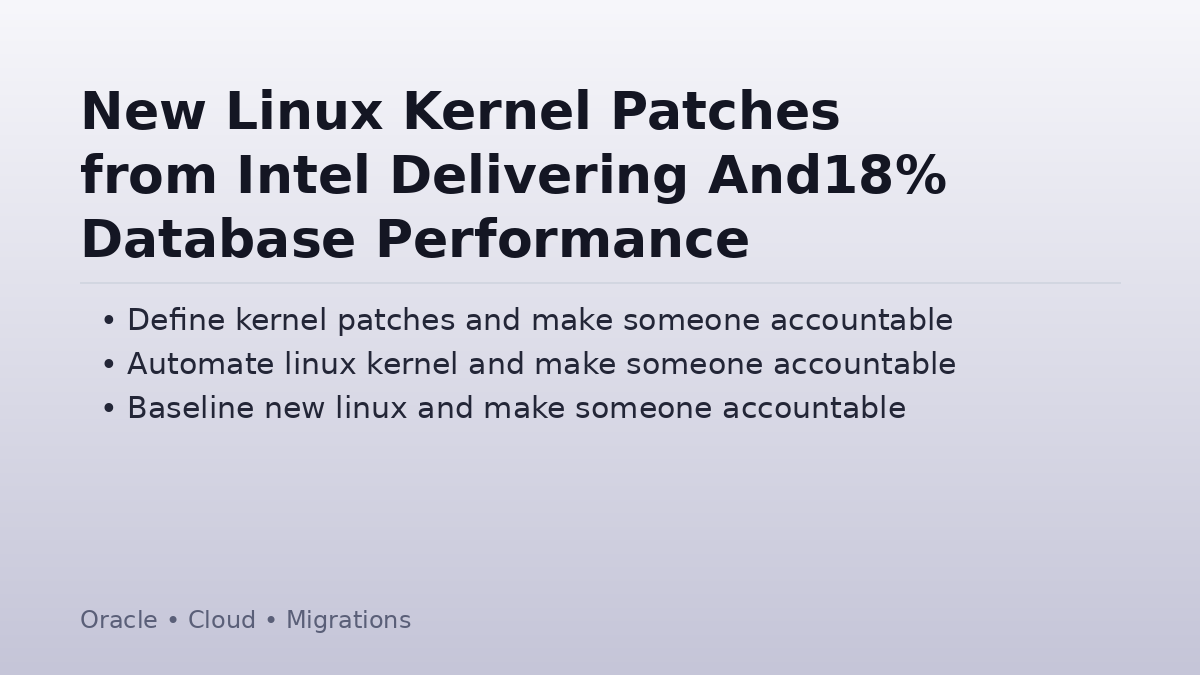 New Linux Kernel Patches
from Intel Delivering And18%
Database Performance
• Define kernel patches and make someone accountable
• Automate linux kernel and make someone accountable
• Baseline new linux and make someone accountable
Oracle • Cloud • Migrations